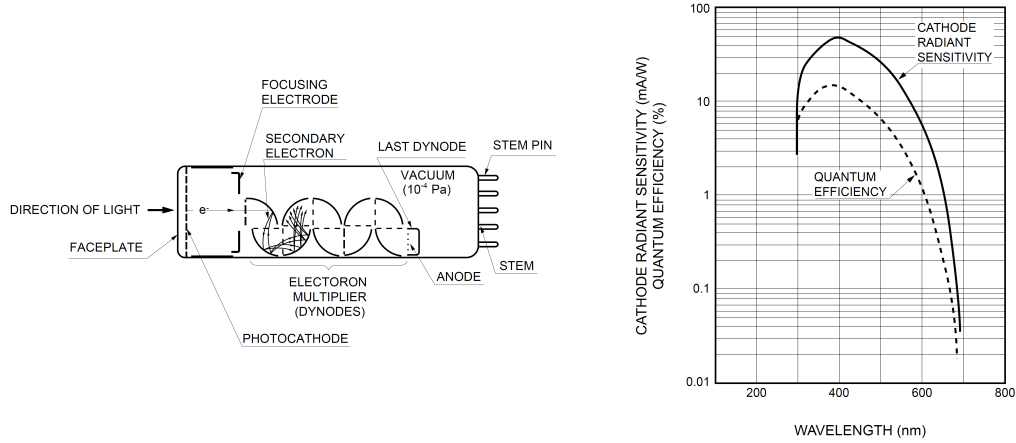 FOCUSING
ELECTRODE
SECONDARY
ELECTRON
LAST DYNODE
STEM PIN
VACUUM
(10⁻⁴ Pa)
DIRECTION OF LIGHT
e⁻
FACEPLATE
STEM
ANODE
ELECTORON
MULTIPLIER
(DYNODES)
PHOTOCATHODE
CATHODE RADIANT SENSITIVITY (mA/W)
QUANTUM EFFICIENCY (%)
100
10
1
0.1
0.01
CATHODE
RADIANT
SENSITIVITY
QUANTUM
EFFICIENCY
200
400
600
800
WAVELENGTH (nm)